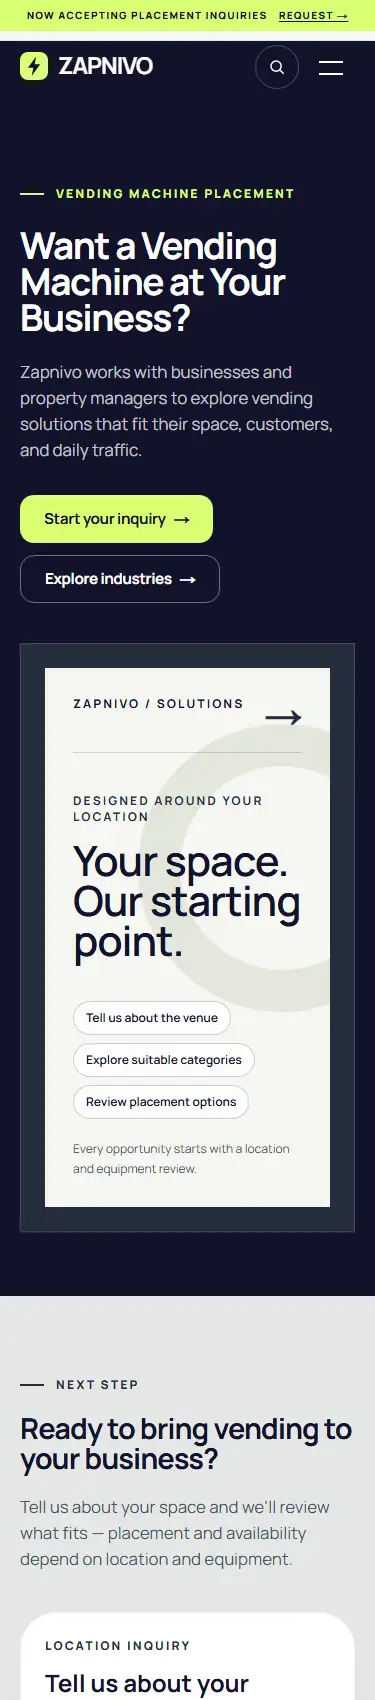 NOW ACCEPTING PLACEMENT INQUIRIES REQUEST →
ZAPNIVO
VENDING MACHINE PLACEMENT
Want a Vending
Machine at Your
Business?
Zapnivo works with businesses and
property managers to explore vending
solutions that fit their space, customers,
and daily traffic.
Start your inquiry →
Explore industries →
ZAPNIVO / SOLUTIONS →
DESIGNED AROUND YOUR
LOCATION
Your space.
Our starting
point.
Tell us about the venue
Explore suitable categories
Review placement options
Every opportunity starts with a location
and equipment review.
NEXT STEP
Ready to bring vending to
your business?
Tell us about your space and we'll review
what fits — placement and availability
depend on location and equipment.
LOCATION INQUIRY
Tell us about your